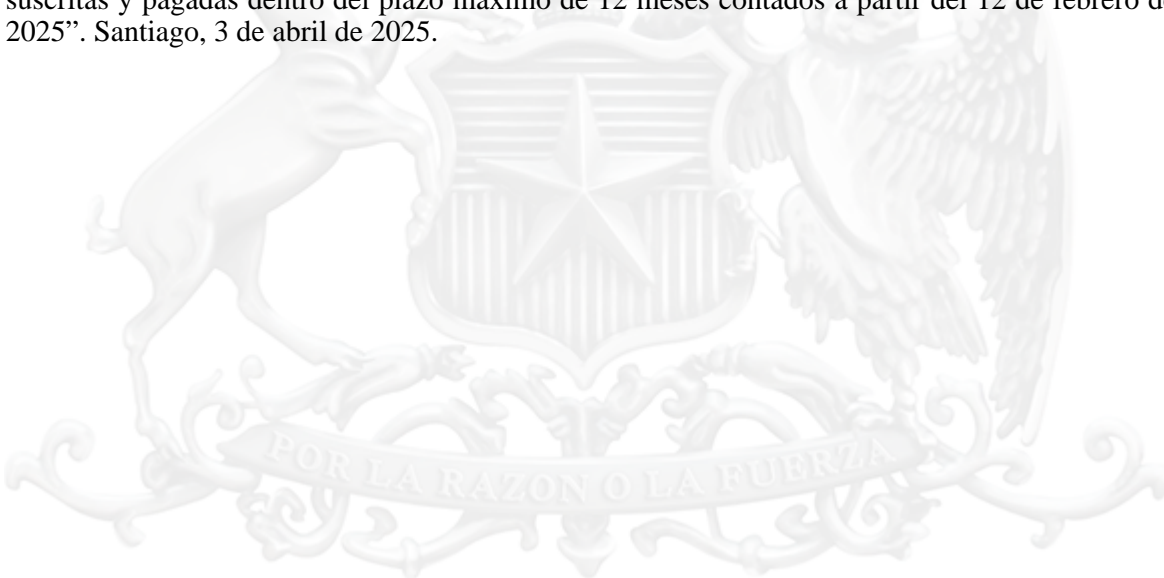 suscritas y pagadas dentro del plazo máximo de 12 meses contados a partir del 12 de febrero de
2025”. Santiago, 3 de abril de 2025.
POR LA RAZON O LA FUERZA